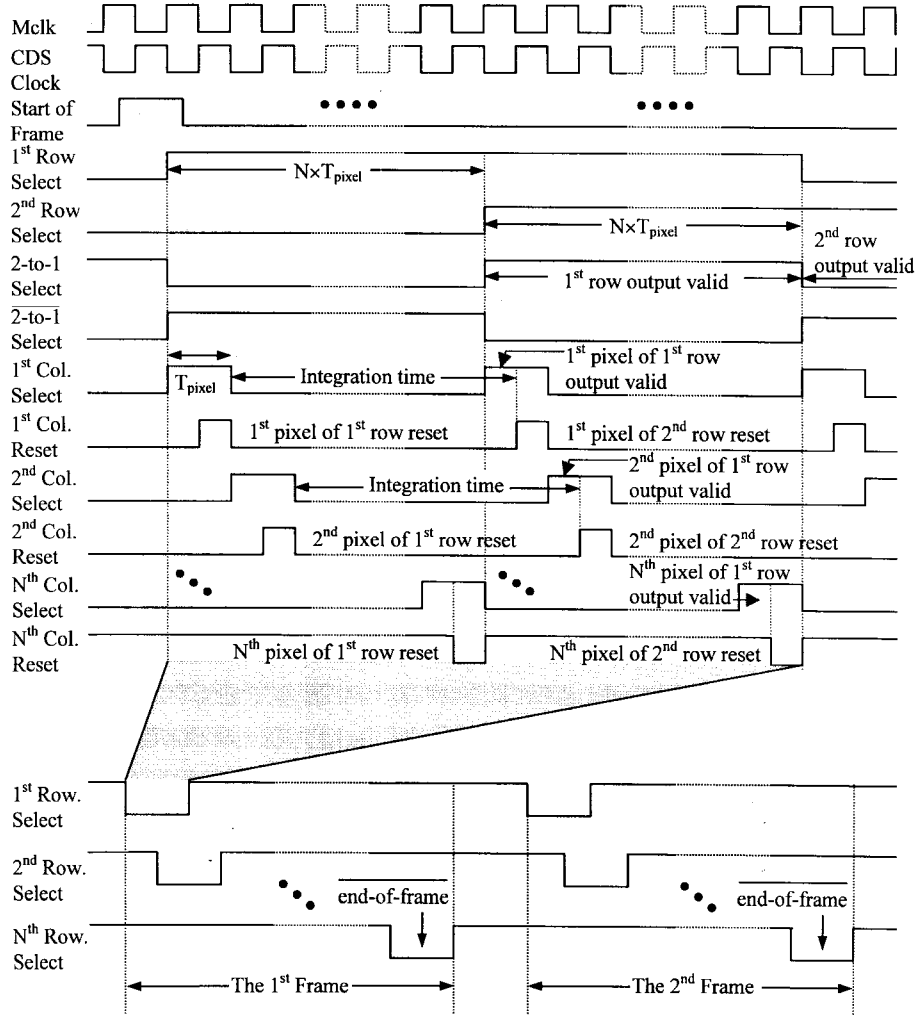 Mclk
CDS
Clock
Start of
Frame
1st Row
Select
N×Tpixel
2nd Row
Select
N×Tpixel
2nd row
output valid
2-to-1
Select
1st row output valid
2-to-1
Select
1st Col.
Select
Tpixel
Integration time
1st pixel of 1st row
output valid
1st Col.
Reset
1st pixel of 1st row reset
1st pixel of 2nd row reset
2nd Col.
Select
Integration time
2nd pixel of 1st row
output valid
2nd Col.
Reset
2nd pixel of 1st row reset
2nd pixel of 2nd row reset
Nth Col.
Select
Nth pixel of 1st row
output valid
Nth Col.
Reset
Nth pixel of 1st row reset
Nth pixel of 2nd row reset
1st Row.
Select
2nd Row.
Select
end-of-frame
end-of-frame
Nth Row.
Select
The 1st Frame
The 2nd Frame